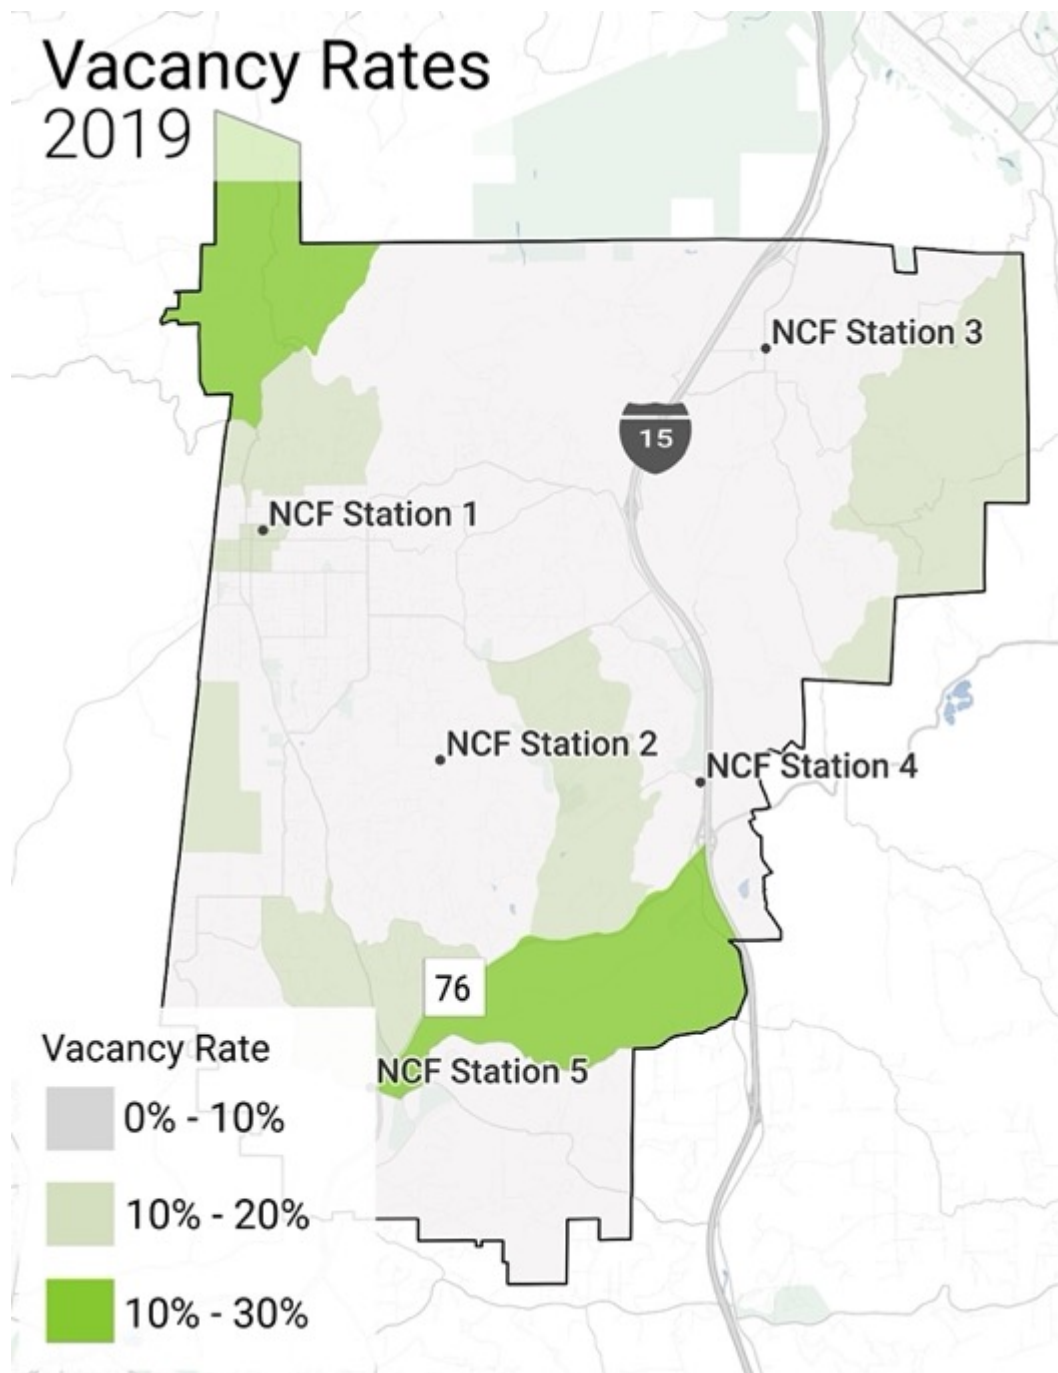 Vacancy Rates
2019
NCF Station 3
15
NCF Station 1
NCF Station 2
NCF Station 4
76
NCF Station 5
Vacancy Rate
0% - 10%
10% - 20%
10% - 30%